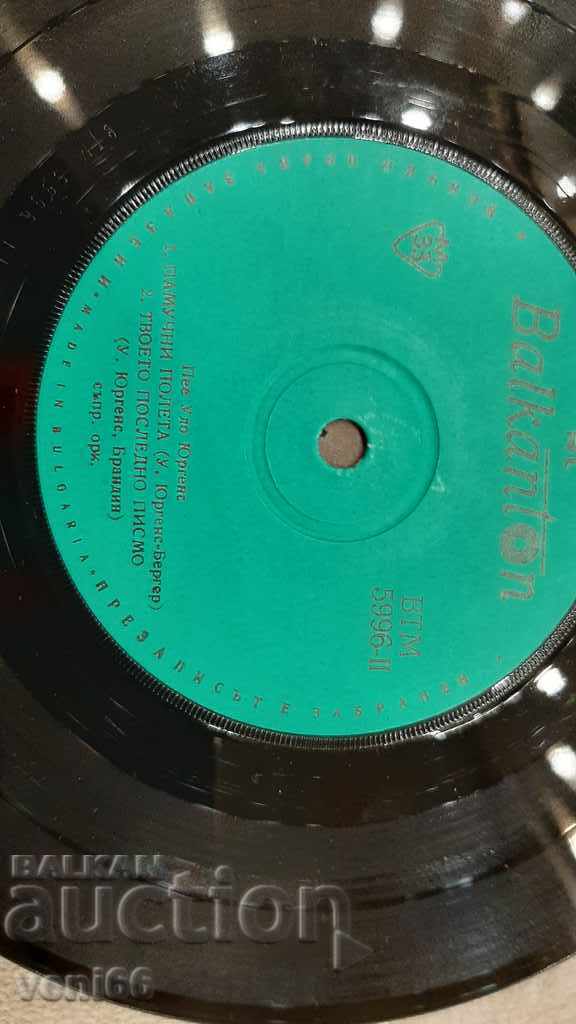 Balkanton
33
ВТМ
5996-II
Пее Удо Юргенс
1. ПАМУЧНИ ПОЛЕТА (У. Юргенс-Бергер)
2. ТВОЕТО ПОСЛЕДНО ПИСМО
(У. Юргенс, Брандин)
съпр. орк.
MADE IN BULGARIA • ПРЕЗАПИСЪТ Е ЗАБРАНЕН
BALKAN
auction
veni66